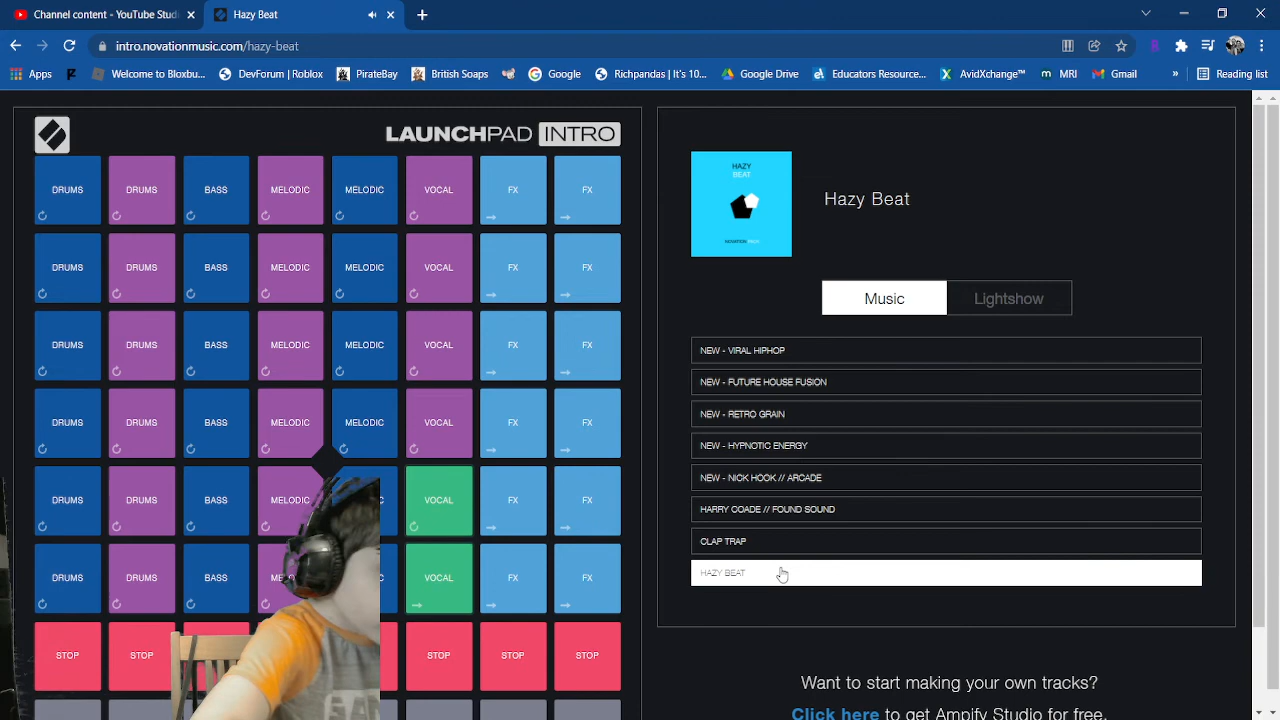 Channel content - YouTube Studi
Hazy Beat
intro.novationmusic.com/hazy-beat
Apps
Welcome to Bloxbu...
DevForum | Roblox
PirateBay
British Soaps
Google
Richpandas | It's 10...
Google Drive
Educators Resource...
AvidXchange™
MRI
Gmail
»
Reading list
LAUNCHPAD INTRO
DRUMS DRUMS BASS MELODIC MELODIC VOCAL FX FX
DRUMS DRUMS BASS MELODIC MELODIC VOCAL FX FX
DRUMS DRUMS BASS MELODIC MELODIC VOCAL FX FX
DRUMS DRUMS BASS MELODIC MELODIC VOCAL FX FX
DRUMS DRUMS BASS MELODIC VOCAL FX FX
DRUMS DRUMS BASS VOCAL FX FX
STOP STOP STOP STOP STOP
HAZY
BEAT
NOVATION PACK
Hazy Beat
Music
Lightshow
NEW - VIRAL HIPHOP
NEW - FUTURE HOUSE FUSION
NEW - RETRO GRAIN
NEW - HYPNOTIC ENERGY
NEW - NICK HOOK // ARCADE
HARRY COADE // FOUND SOUND
CLAP TRAP
HAZY BEAT
Want to start making your own tracks?
Click here to get Ampify Studio for free.